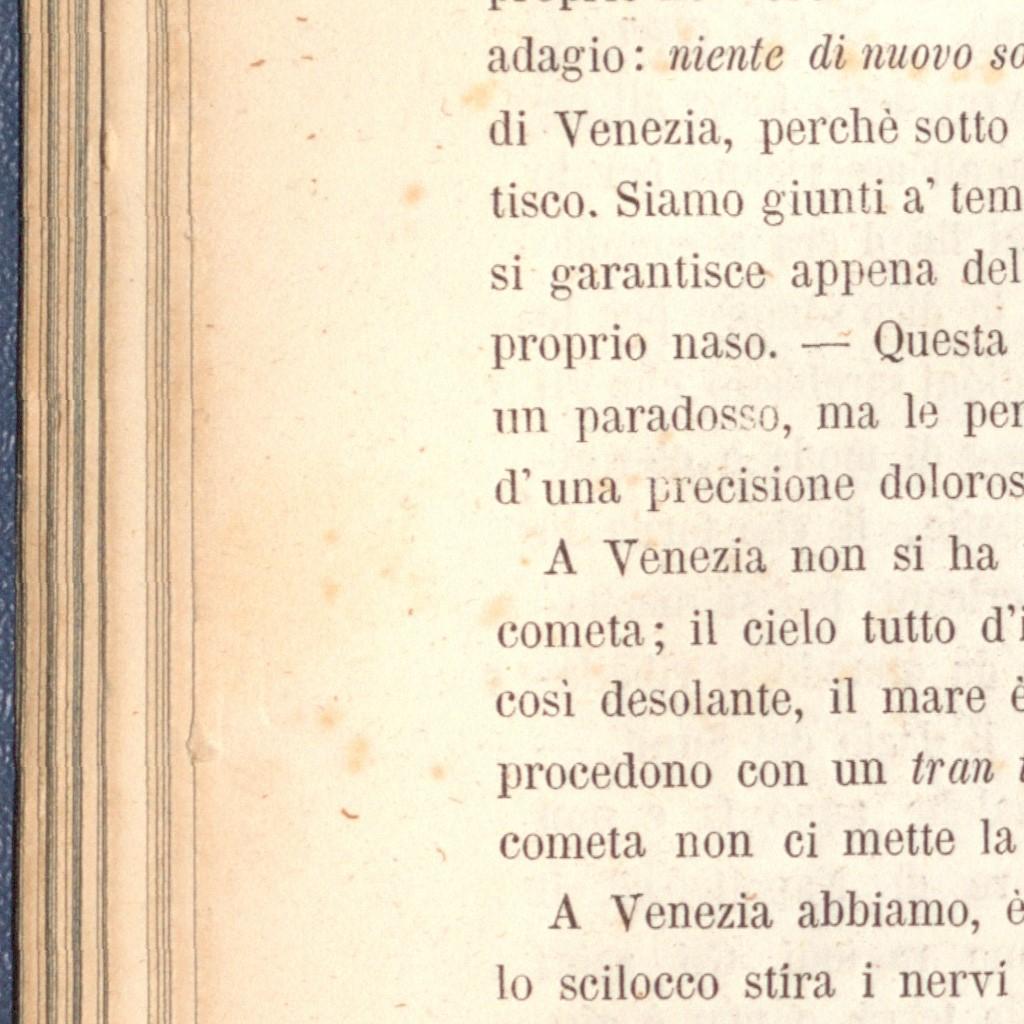 adagio: niente di nuovo so
di Venezia, perchè sotto
tisco. Siamo giunti a' tem
si garantisce appena del
proprio naso. — Questa
un paradosso, ma le per
d'una precisione doloros
A Venezia non si ha
cometa; il cielo tutto d'i
così desolante, il mare è
procedono con un tran t
cometa non ci mette la
A Venezia abbiamo, è
lo scilocco stira i nervi